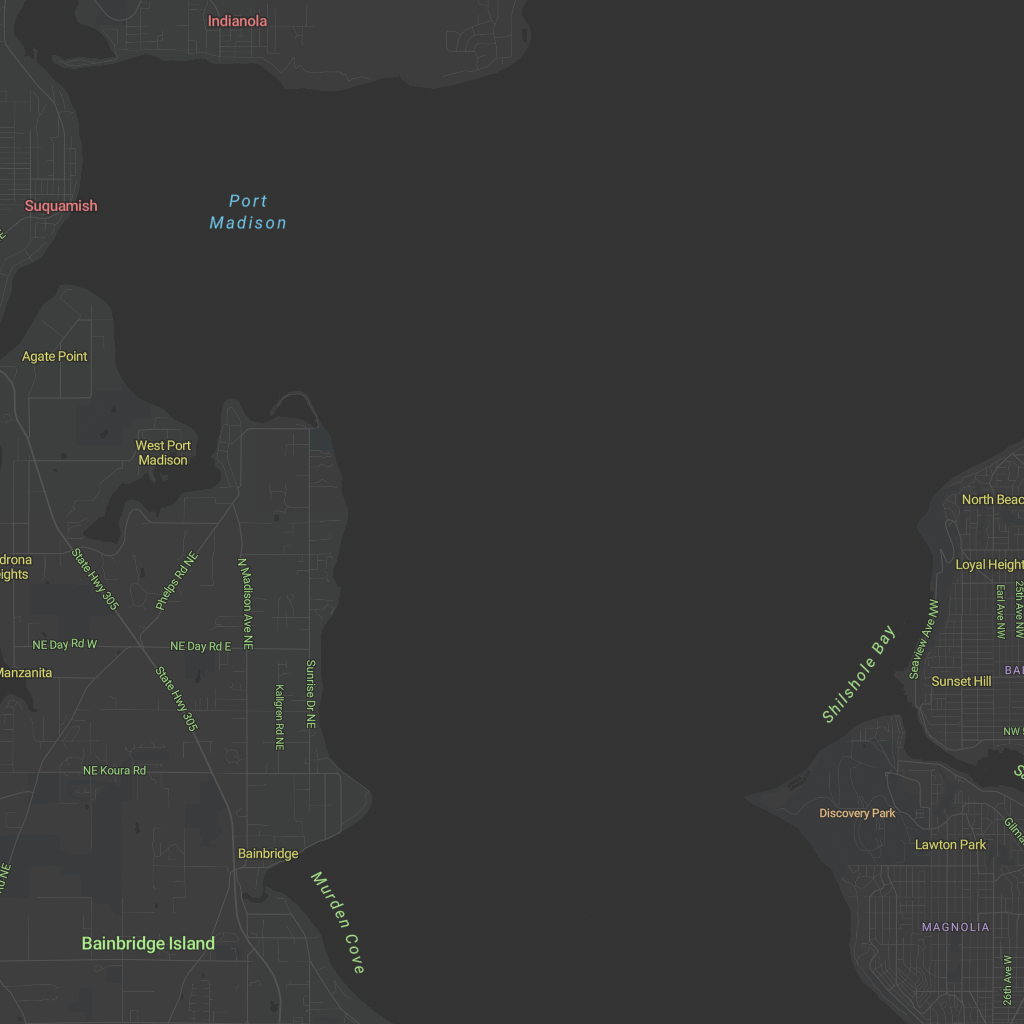 Indianola
Suquamish
Port
Madison
Agate Point
West Port
Madison
North Beac
drona
ights
State Hwy 305
Phelps Rd NE
N Madison Ave NE
Loyal Height
Earl Ave NW
25th Ave NW
Seaview Ave NW
NE Day Rd W
NE Day Rd E
Manzanita
State Hwy 305
Kallgren Rd NE
Sunrise Dr NE
Shilshole Bay
Sunset Hill
BAL
NW
NE Koura Rd
Discovery Park
Gilma
Lawton Park
Bainbridge
Murden Cove
MAGNOLIA
Bainbridge Island
26th Ave W